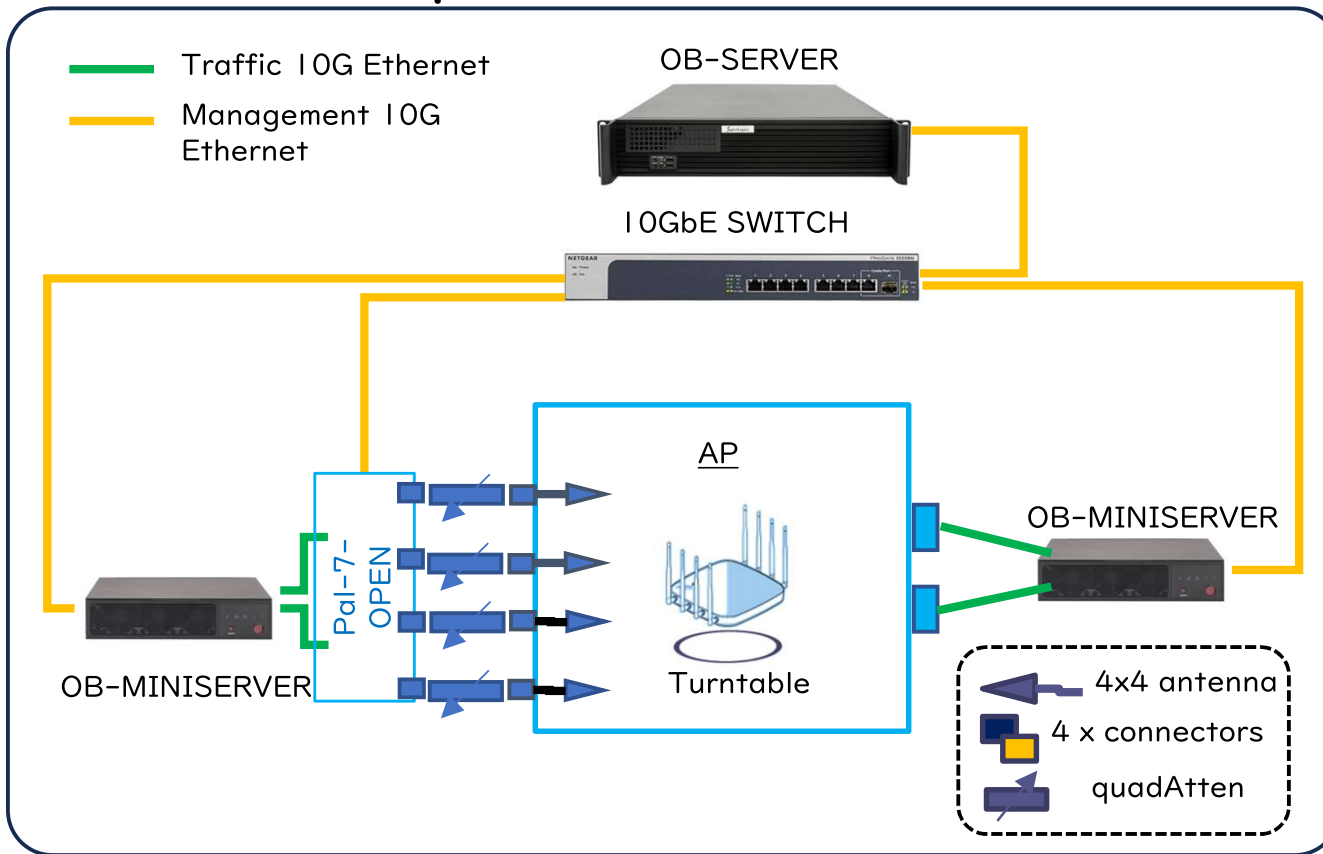 Traffic 10G Ethernet
Management 10G
Ethernet
OB-SERVER
10GbE SWITCH
NETGEAR
AP
Pal-7-
OPEN
OB-MINISERVER
OB-MINISERVER
Turntable
4x4 antenna
4 x connectors
quadAtten